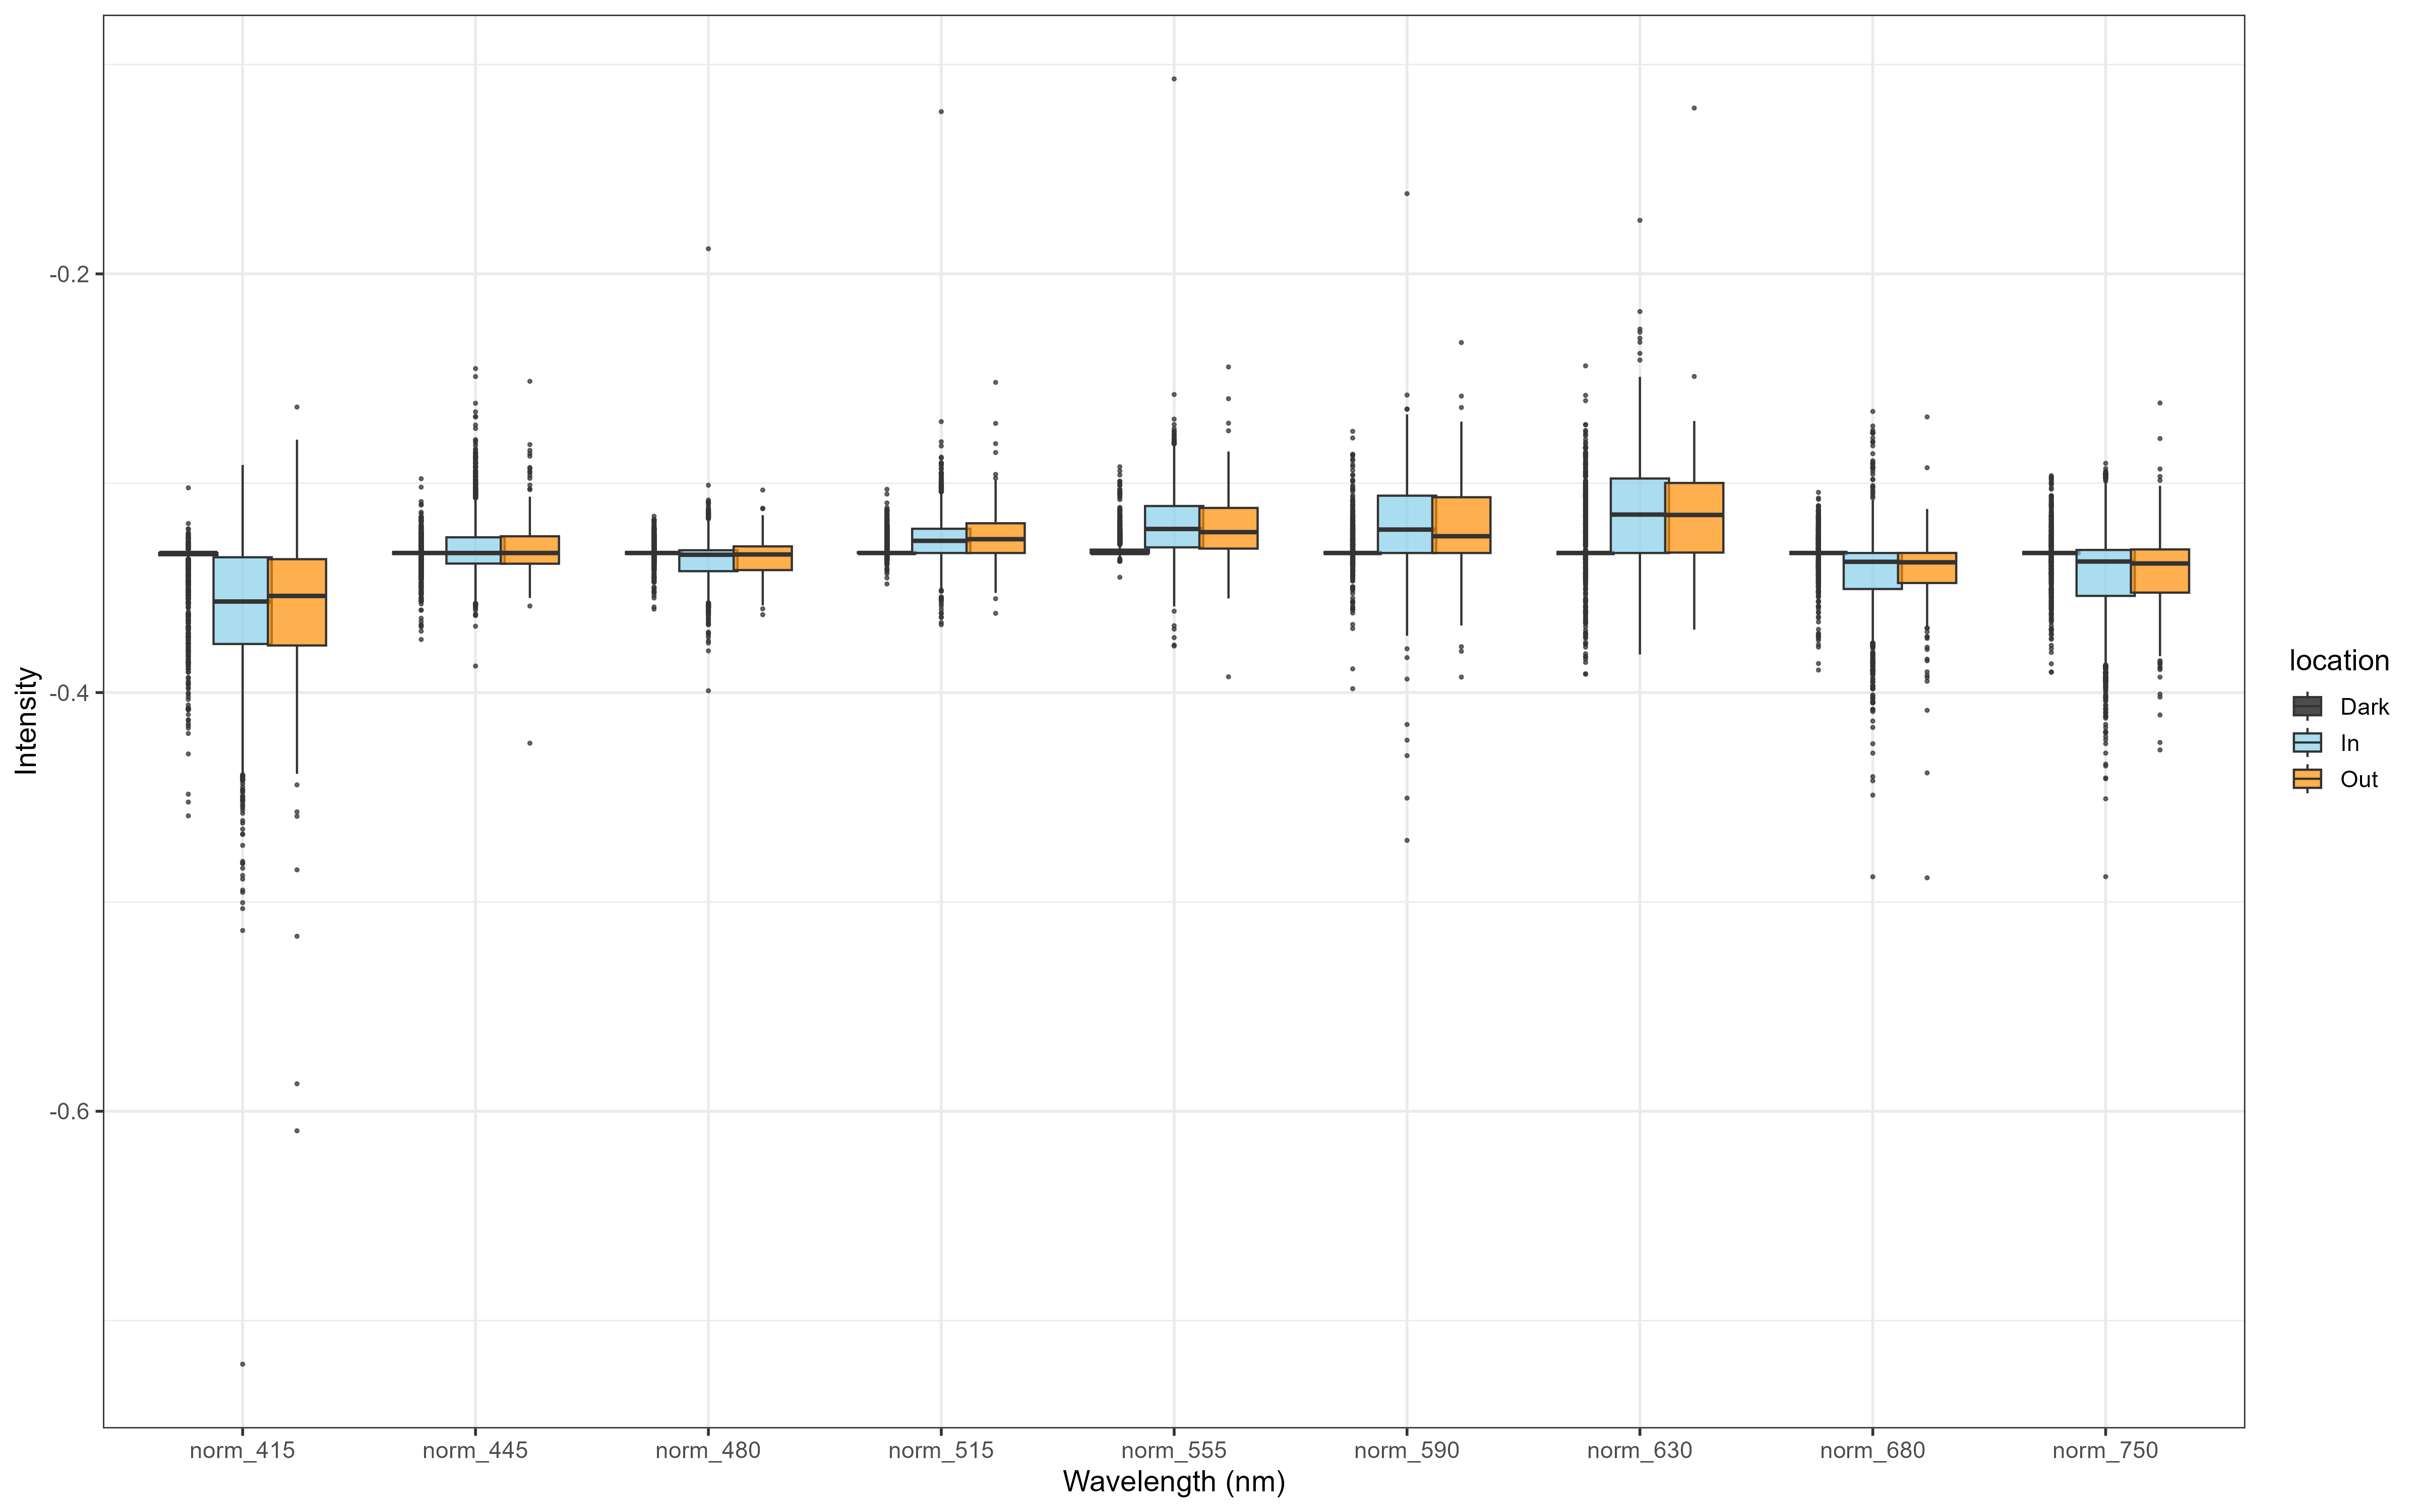 -0.2
-0.4
-0.6
Intensity
norm_415 norm_445 norm_480 norm_515 norm_555 norm_590 norm_630 norm_680 norm_750
Wavelength (nm)
location
Dark
In
Out